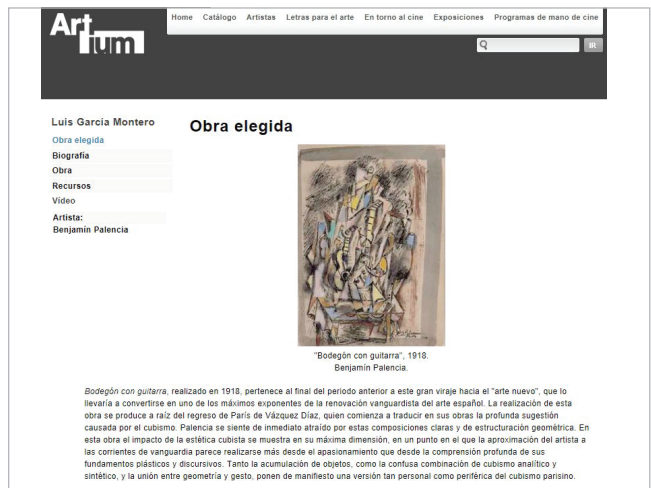 Artium
Home Catálogo Artistas Letras para el arte En torno al cine Exposiciones Programas de mano de cine
IR
Luis Garcia Montero
Obra elegida
Biografía
Obra
Recursos
Vídeo
Artista:
Benjamín Palencia
Obra elegida
"Bodegón con guitarra", 1918.
Benjamín Palencia.
Bodegón con guitarra, realizado en 1918, pertenece al final del periodo anterior a este gran viraje hacia el "arte nuevo", que lo
llevaría a convertirse en uno de los máximos exponentes de la renovación vanguardista del arte español. La realización de esta
obra se produce a raíz del regreso de París de Vázquez Díaz, quien comienza a traducir en sus obras la profunda sugestión
causada por el cubismo. Palencia se siente de inmediato atraído por estas composiciones claras y de estructuración geométrica. En
esta obra el impacto de la estética cubista se muestra en su máxima dimensión, en un punto en el que la aproximación del artista a
las corrientes de vanguardia parece realizarse más desde el apasionamiento que desde la comprensión profunda de sus
fundamentos plásticos y discursivos. Tanto la acumulación de objetos, como la confusa combinación de cubismo analítico y
sintético, y la unión entre geometría y gesto, ponen de manifiesto una versión tan personal como periférica del cubismo parisino.